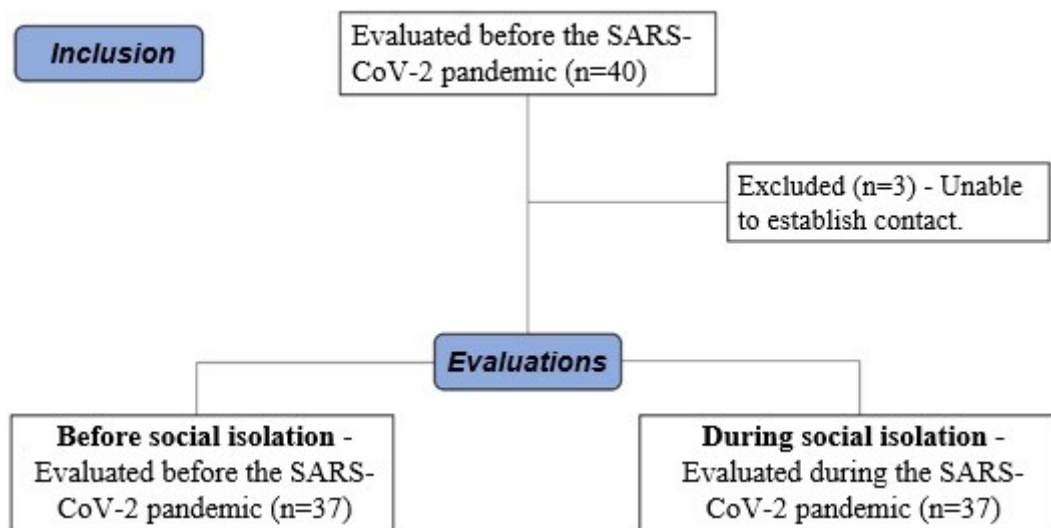 Inclusion
Evaluated before the SARS-
CoV-2 pandemic (n=40)
Excluded (n=3) - Unable
to establish contact.
Evaluations
Before social isolation -
Evaluated before the SARS-
CoV-2 pandemic (n=37)
During social isolation -
Evaluated during the SARS-
CoV-2 pandemic (n=37)